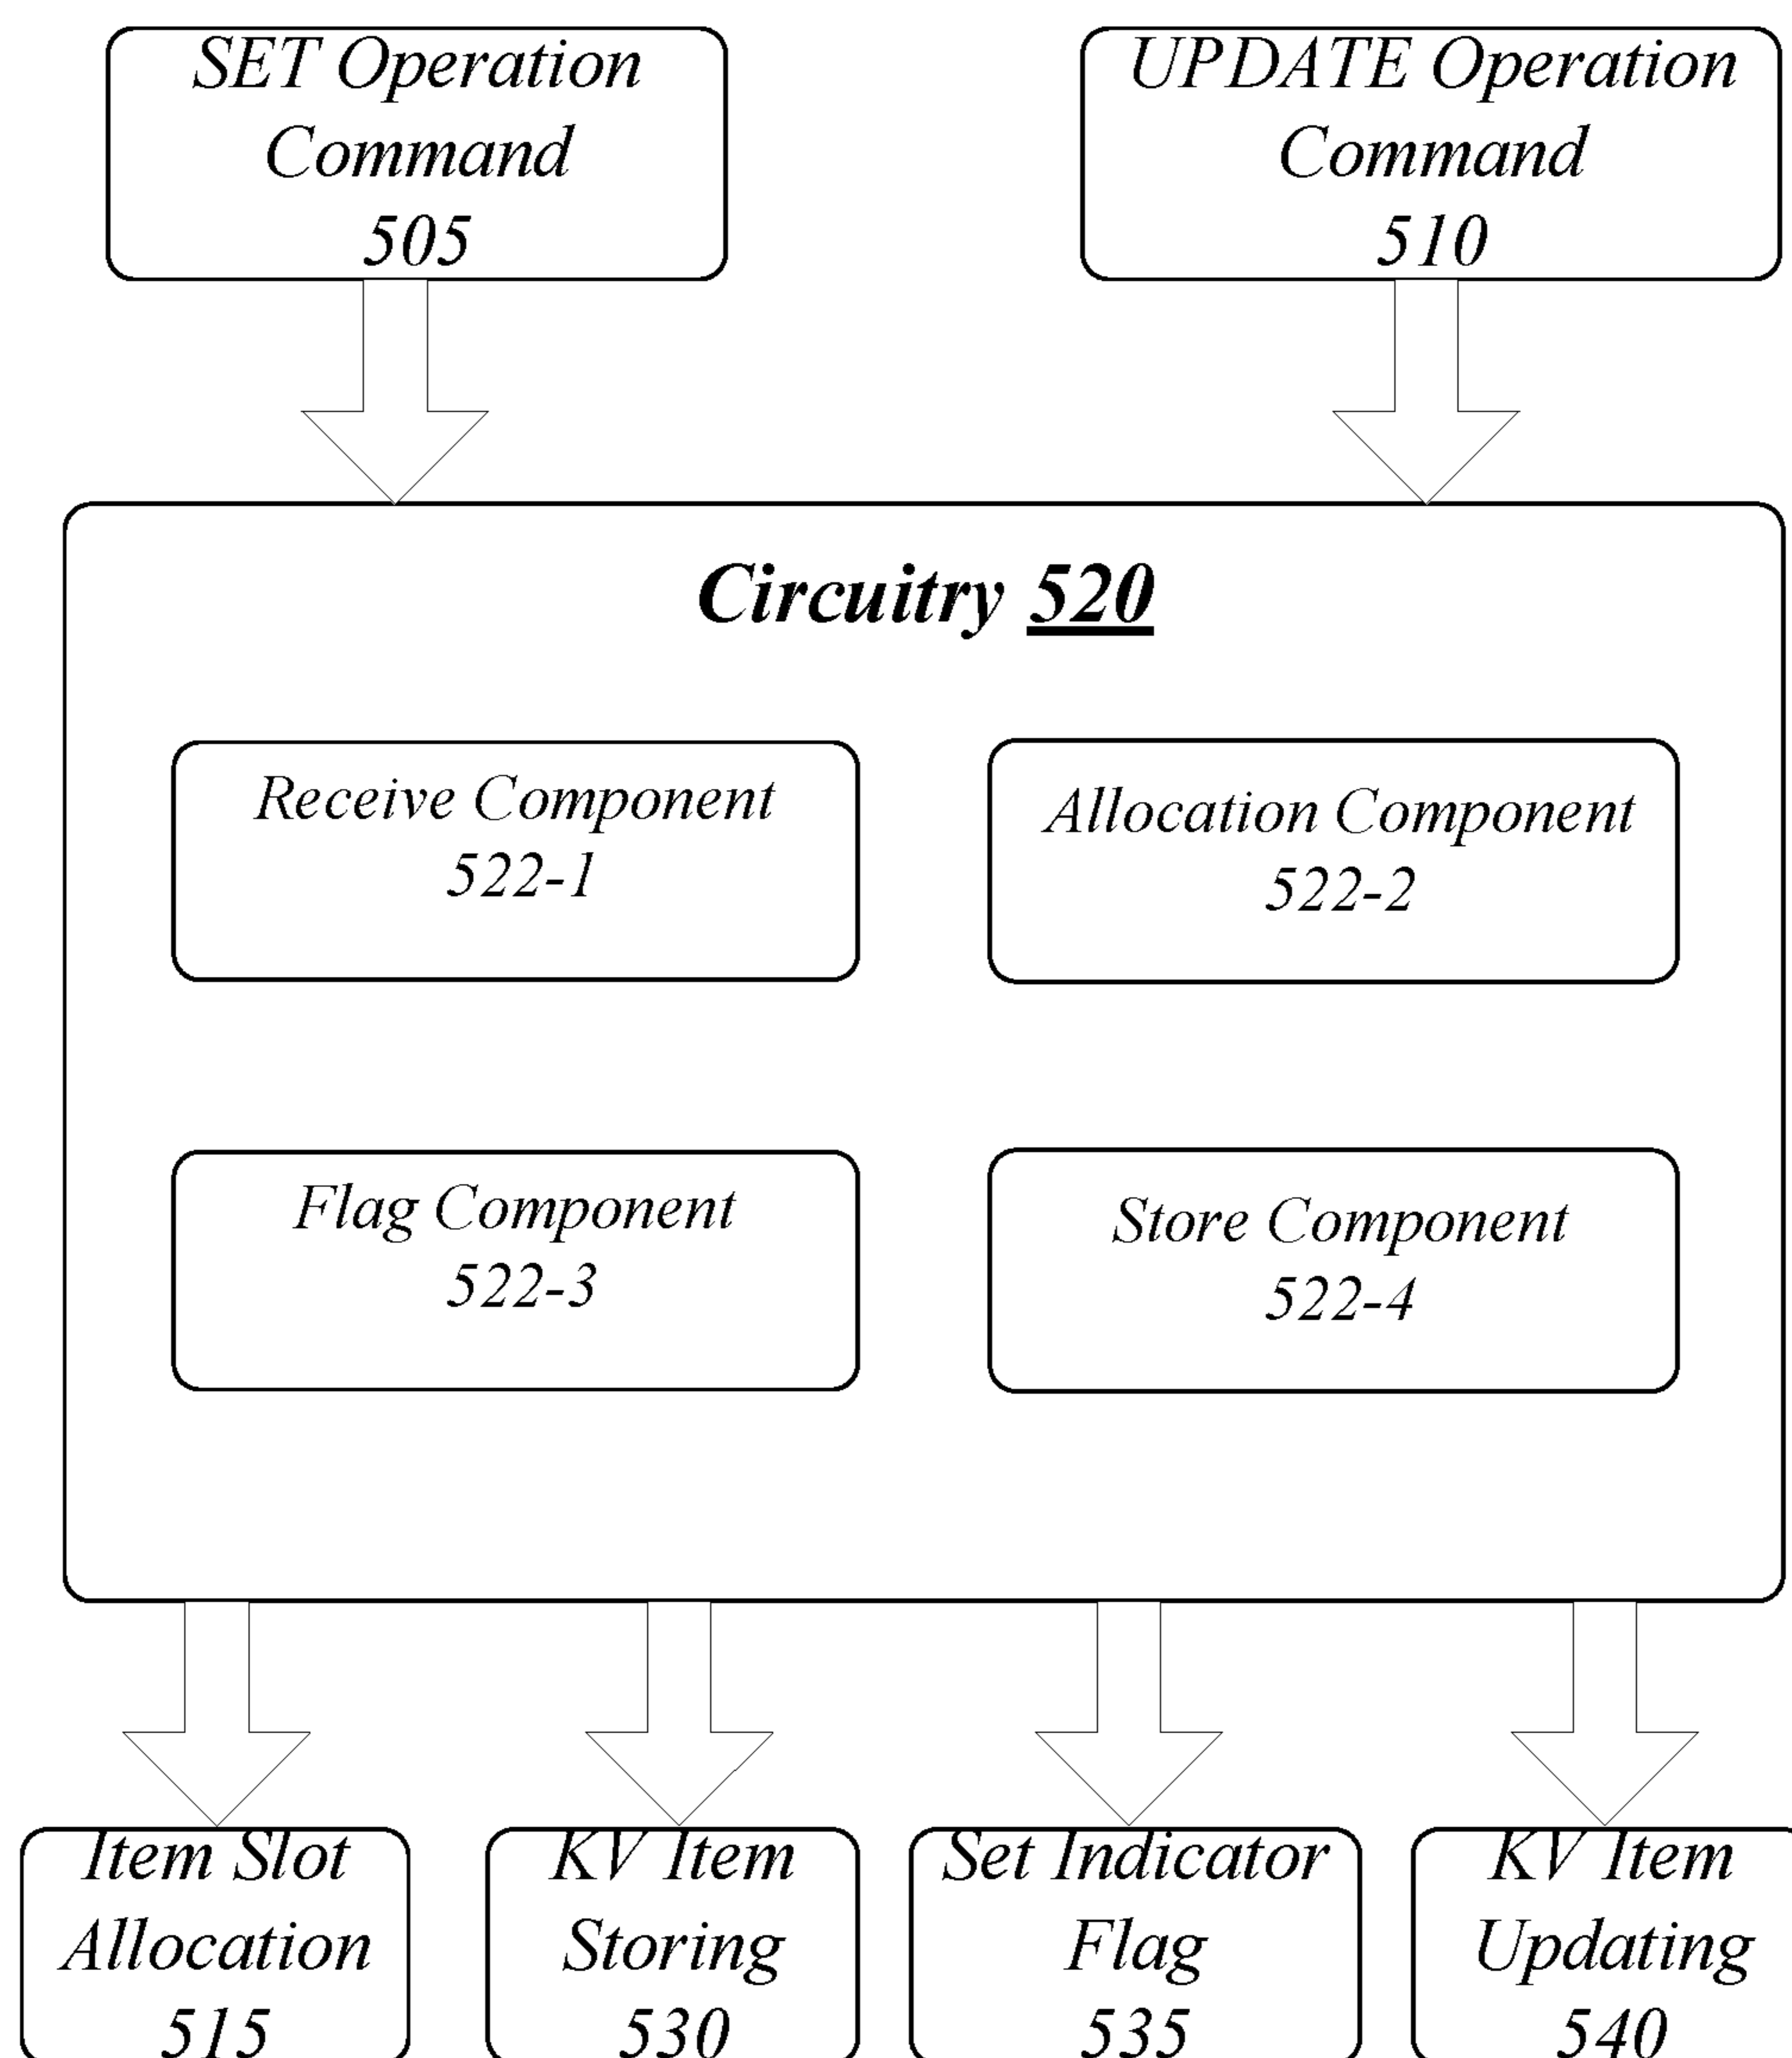 SET Operation
Command
505
UPDATE Operation
Command
510
Circuitry 520
Receive Component
522-1
Allocation Component
522-2
Flag Component
522-3
Store Component
522-4
Item Slot
Allocation
515
KV Item
Storing
530
Set Indicator
Flag
535
KV Item
Updating
540